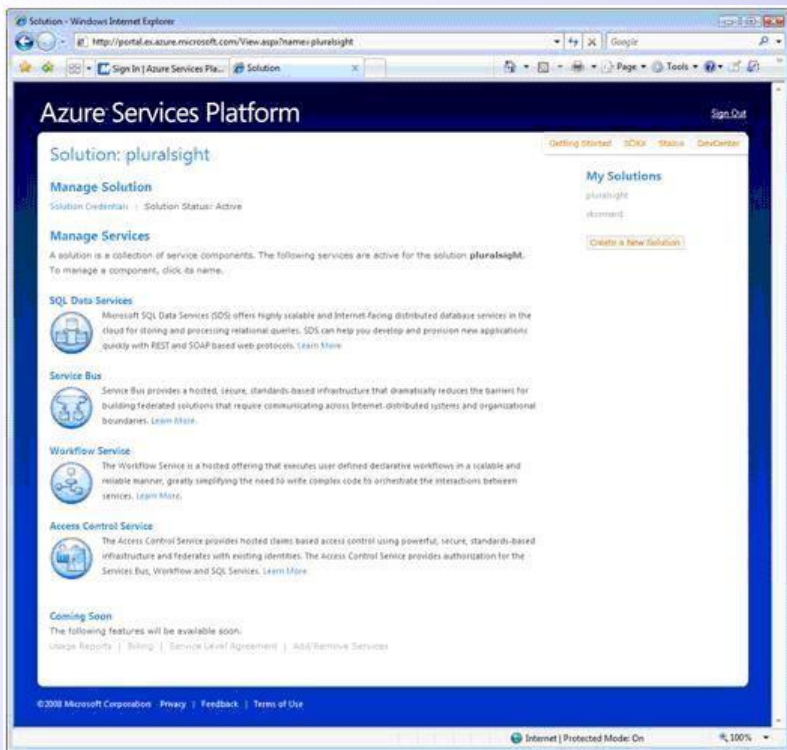 Solution - Windows Internet Explorer
http://portal.ex.azure.microsoft.com/View.aspx?name=pluralsight
Google
Sign In | Azure Services Pla...
Solution
Page
Tools
Azure Services Platform
Sign Out
Getting Started SDKs Status DevCenter
Solution: pluralsight
My Solutions
pluralsight
skonnard
Create a New Solution
Manage Solution
Solution Credentials | Solution Status: Active
Manage Services
A solution is a collection of service components. The following services are active for the solution pluralsight.
To manage a component, click its name.
SQL Data Services
Microsoft SQL Data Services (SDS) offers highly scalable and Internet-facing distributed database services in the
cloud for storing and processing relational queries. SDS can help you develop and provision new applications
quickly with REST and SOAP based web protocols. Learn More
Service Bus
Service Bus provides a hosted, secure, standards-based infrastructure that dramatically reduces the barriers for
building federated solutions that require communicating across Internet-distributed systems and organizational
boundaries. Learn More.
Workflow Service
The Workflow Service is a hosted offering that executes user defined declarative workflows in a scalable and
reliable manner, greatly simplifying the need to write complex code to orchestrate the interactions between
services. Learn More.
Access Control Service
The Access Control Service provides hosted claims based access control using powerful, secure, standards-based
infrastructure and federates with existing identities. The Access Control Service provides authorization for the
Services Bus, Workflow and SQL Services. Learn More
Coming Soon
The following features will be available soon.
Usage Reports | Billing | Service Level Agreement | Add/Remove Services
©2008 Microsoft Corporation Privacy | Feedback | Terms of Use
Internet | Protected Mode: On
100%